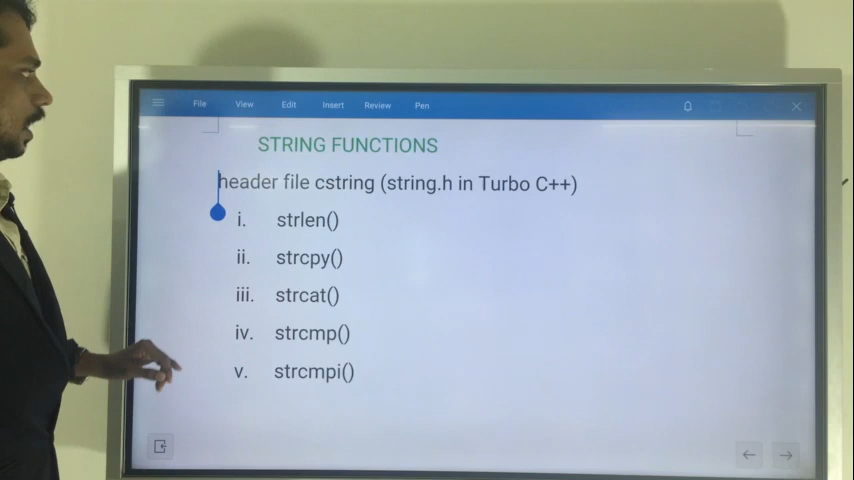 File View Edit Insert Review Pen
STRING FUNCTIONS
header file cstring (string.h in Turbo C++)
i. strlen()
ii. strcpy()
iii. strcat()
iv. strcmp()
v. strcmpi()